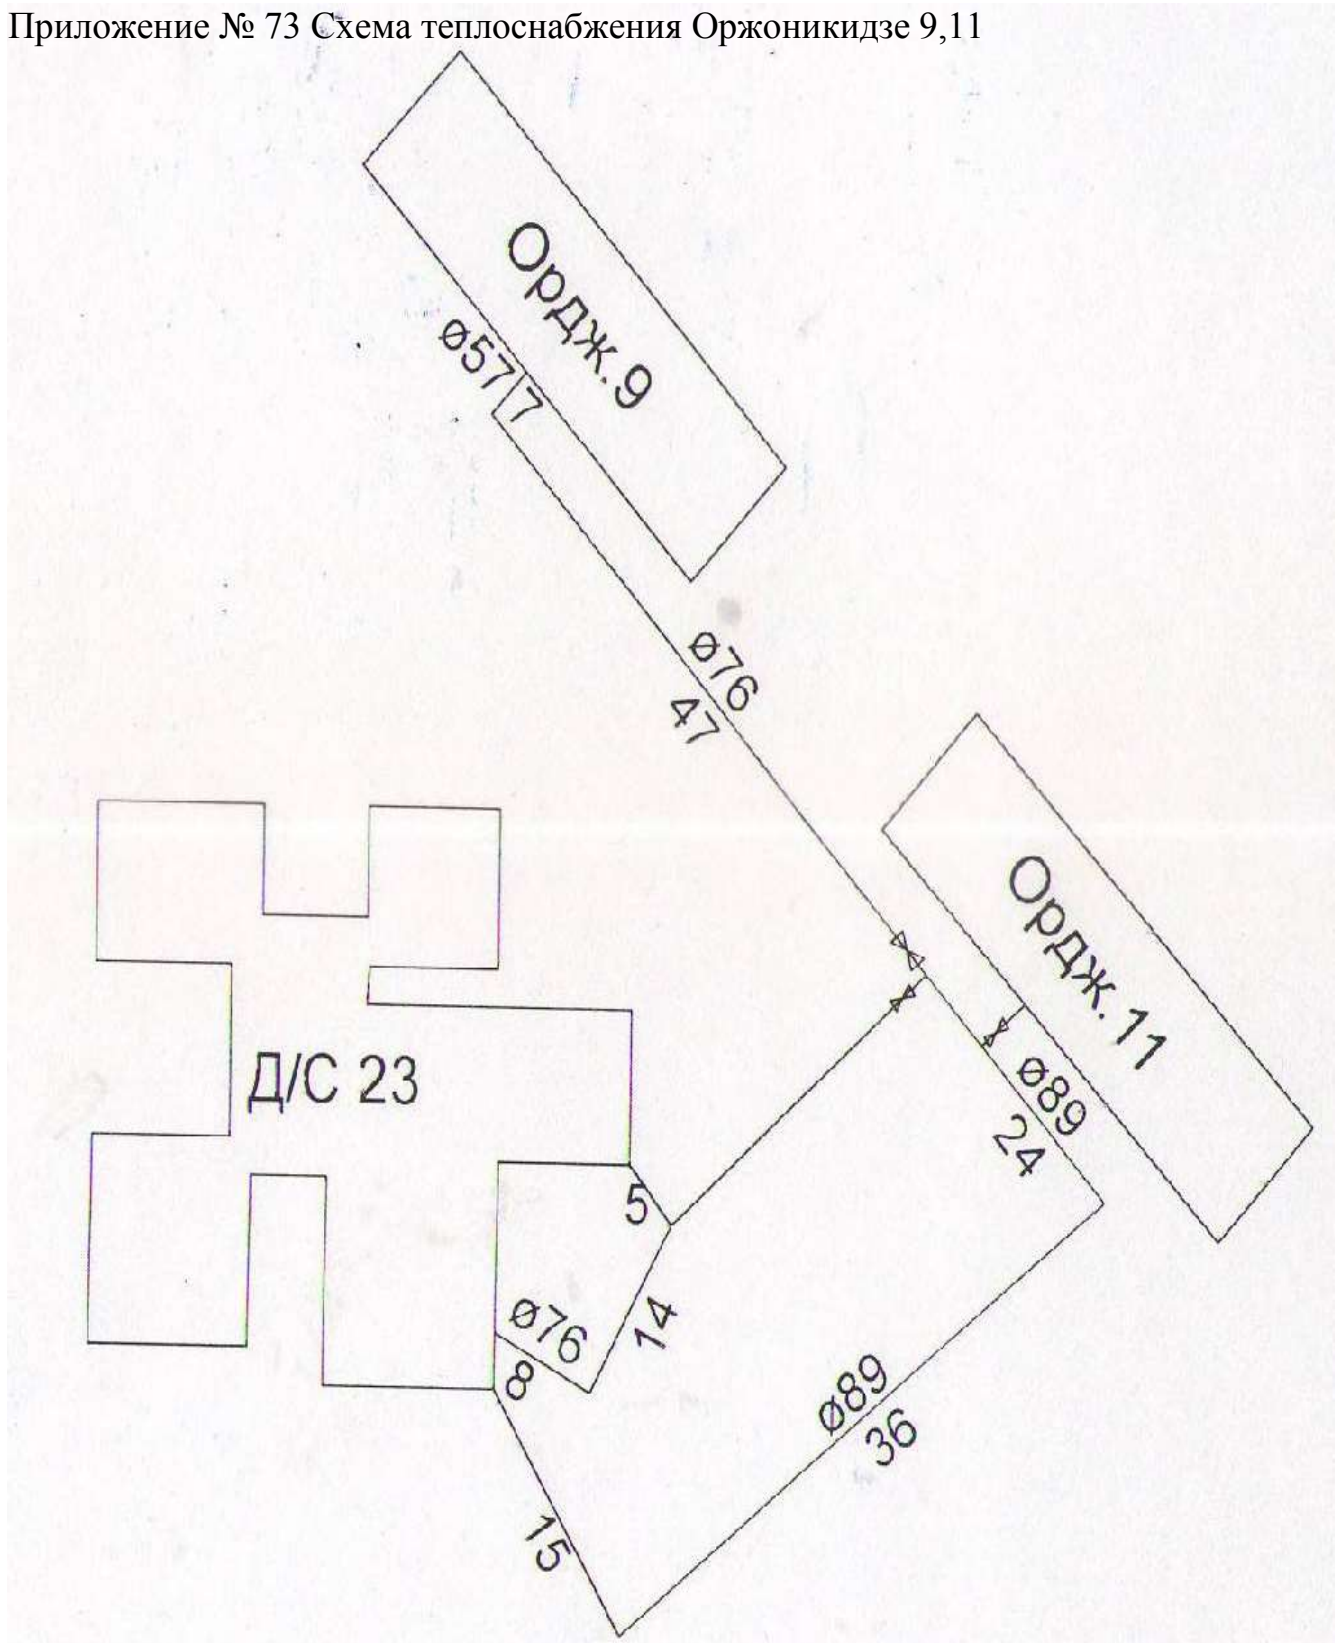 Приложение № 73 Схема теплоснабжения Оржоникидзе 9,11
Ордж.9
ø57
7
ø76
47
Ордж.11
ø89
24
Д/С 23
5
14
ø76
8
ø89
36
15